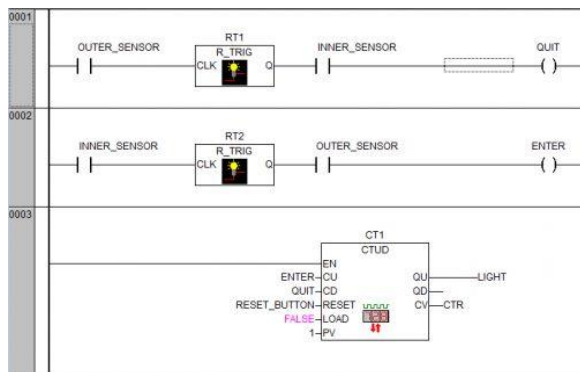 0001
OUTER_SENSOR
RT1
R_TRIG
CLK Q
INNER_SENSOR
QUIT
0002
INNER_SENSOR
RT2
R_TRIG
CLK Q
OUTER_SENSOR
ENTER
0003
CT1
CTUD
EN
ENTER CU QU LIGHT
QUIT CD QD
RESET_BUTTON RESET CV CTR
FALSE LOAD
1 PV